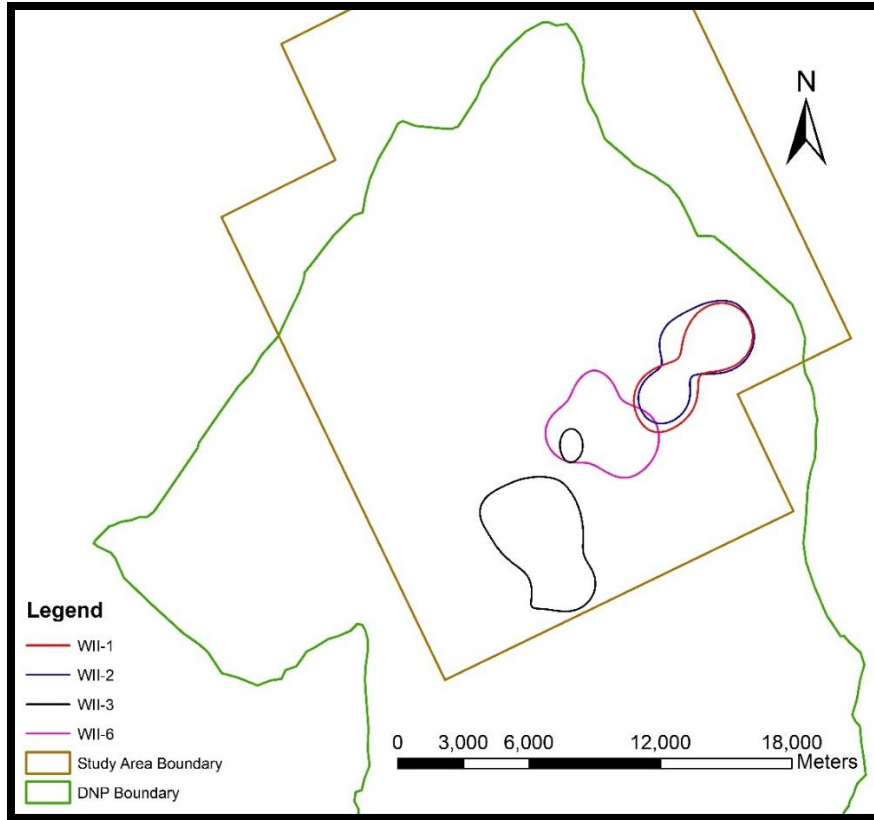 N
Legend
WII-1
WII-2
WII-3
WII-6
Study Area Boundary
DNP Boundary
0 3,000 6,000 12,000 18,000
Meters